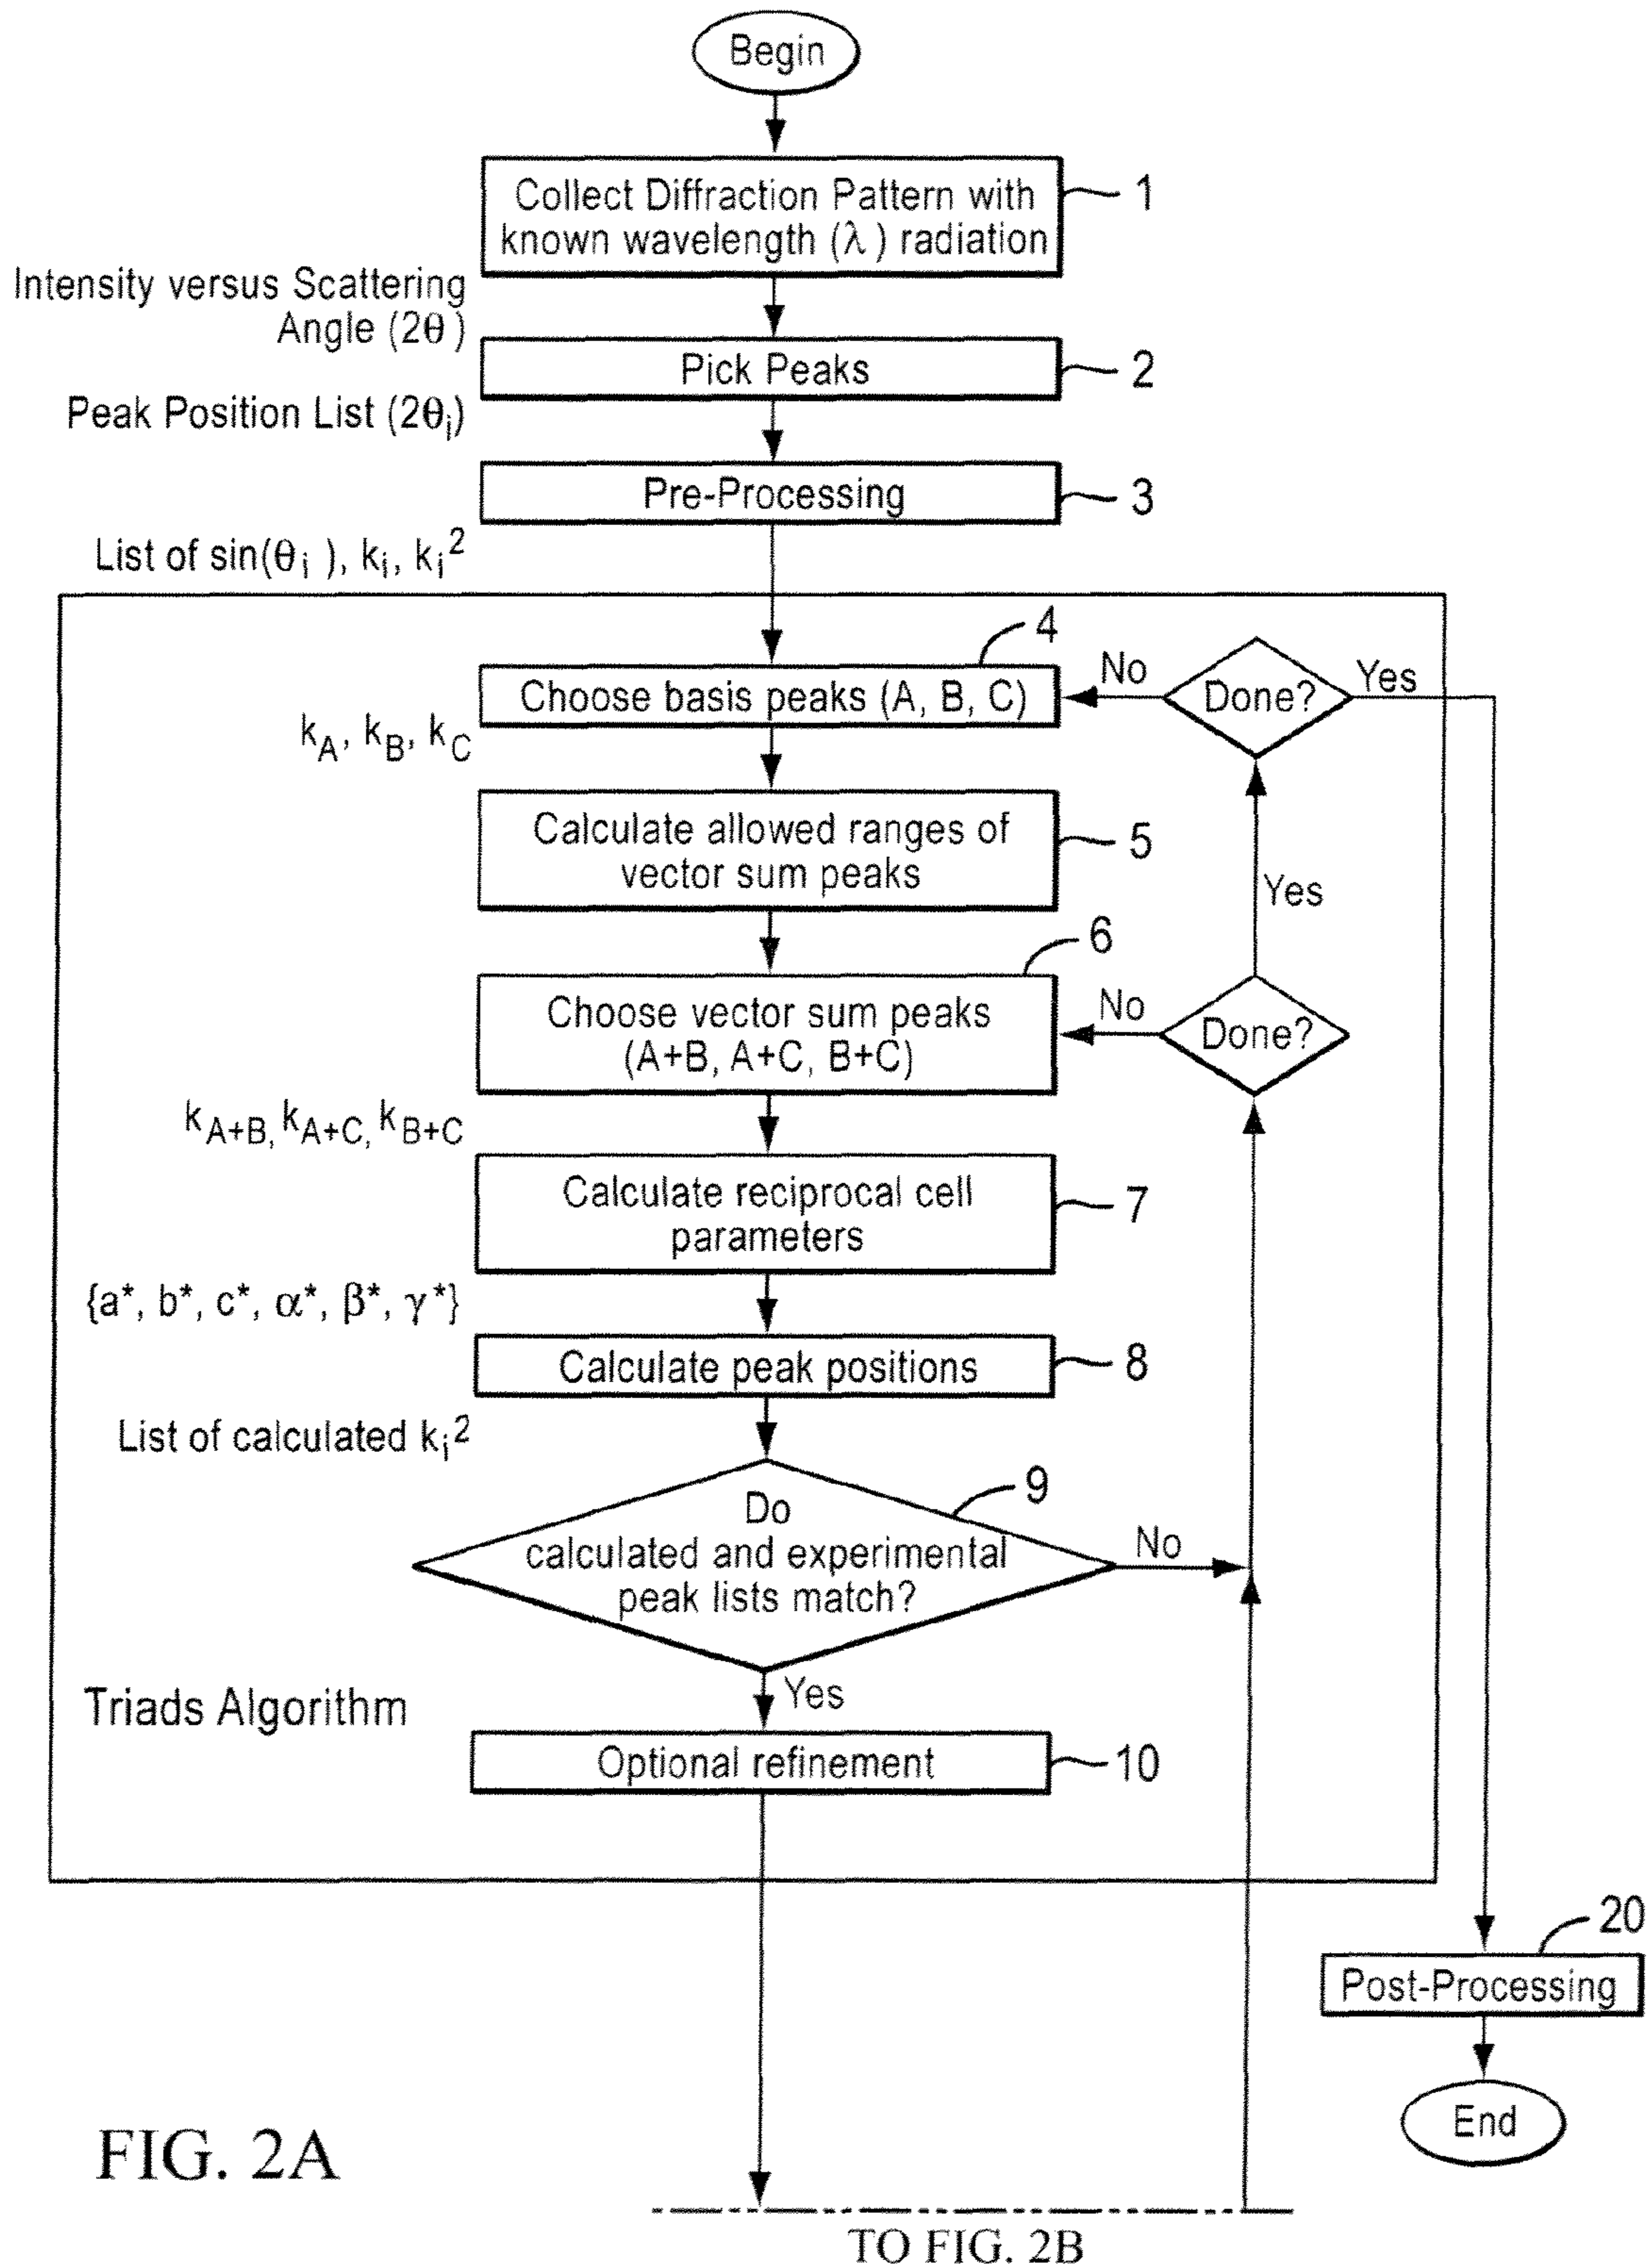 Begin
Collect Diffraction Pattern with
known wavelength (λ) radiation
1
Intensity versus Scattering
Angle (2θ)
Pick Peaks
2
Peak Position List (2θi)
Pre-Processing
3
List of sin(θi), ki, ki²
4
Choose basis peaks (A, B, C)
No
Done?
Yes
kA, kB, kC
Calculate allowed ranges of
vector sum peaks
5
Yes
6
Choose vector sum peaks
(A+B, A+C, B+C)
No
Done?
kA+B, kA+C, kB+C
Calculate reciprocal cell
parameters
7
{a*, b*, c*, α*, β*, γ*}
Calculate peak positions
8
List of calculated ki²
9
Do
calculated and experimental
peak lists match?
No
Yes
Triads Algorithm
Optional refinement
10
20
Post-Processing
End
FIG. 2A
TO FIG. 2B